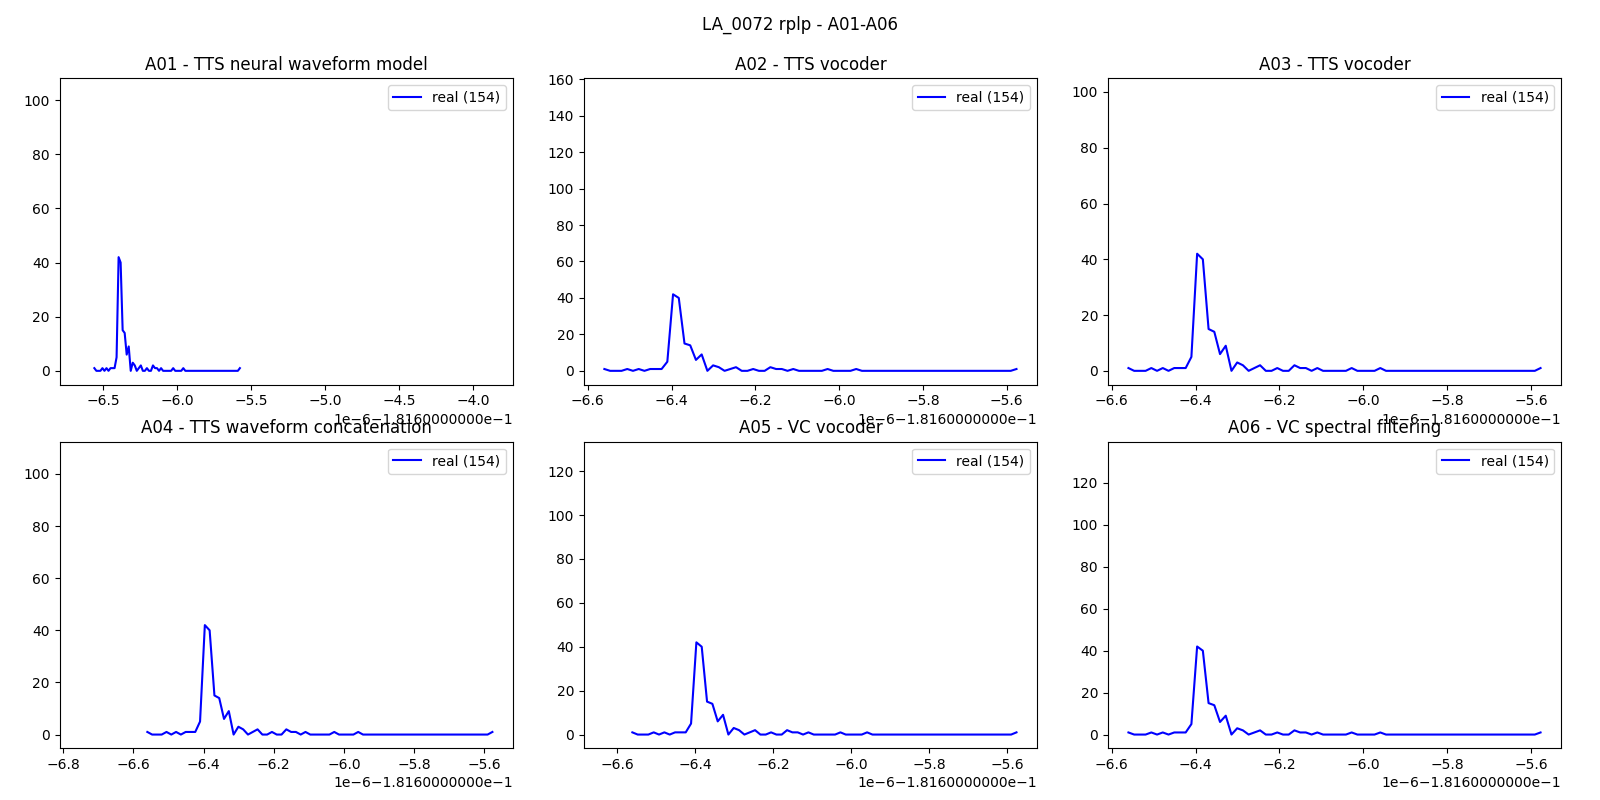 LA_0072 rplp - A01-A06
A01 - TTS neural waveform model
100
80
60
40
20
0
real (154)
−6.5 −6.0 −5.5 −5.0 −4.5 −4.0
1e−6−1.8160000000e−1
A02 - TTS vocoder
160
140
120
100
80
60
40
20
0
real (154)
−6.6 −6.4 −6.2 −6.0 −5.8 −5.6
1e−6−1.8160000000e−1
A03 - TTS vocoder
100
80
60
40
20
0
real (154)
−6.6 −6.4 −6.2 −6.0 −5.8 −5.6
1e−6−1.8160000000e−1
A04 - TTS waveform concatenation
100
80
60
40
20
0
real (154)
−6.8 −6.6 −6.4 −6.2 −6.0 −5.8 −5.6
1e−6−1.8160000000e−1
A05 - VC vocoder
120
100
80
60
40
20
0
real (154)
−6.6 −6.4 −6.2 −6.0 −5.8 −5.6
1e−6−1.8160000000e−1
A06 - VC spectral filtering
120
100
80
60
40
20
0
real (154)
−6.6 −6.4 −6.2 −6.0 −5.8 −5.6
1e−6−1.8160000000e−1